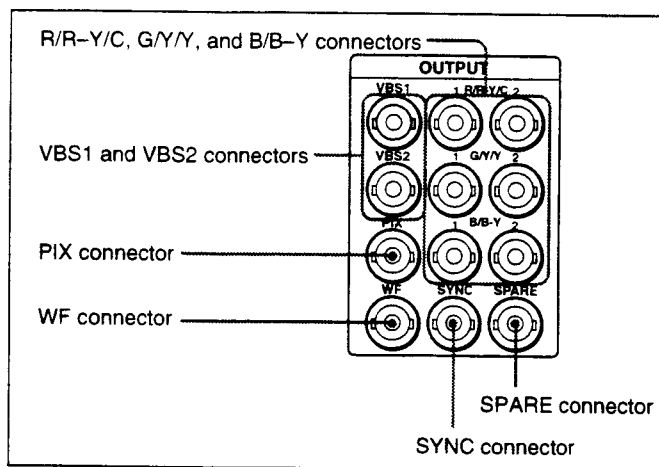 R/R–Y/C, G/Y/Y, and B/B–Y connectors
OUTPUT
VBS1 1 R/B-Y/C 2
VBS1 and VBS2 connectors
VBS2 1 G/Y/Y 2
PIX 1 B/B-Y 2
PIX connector
WF SYNC SPARE
WF connector
SPARE connector
SYNC connector